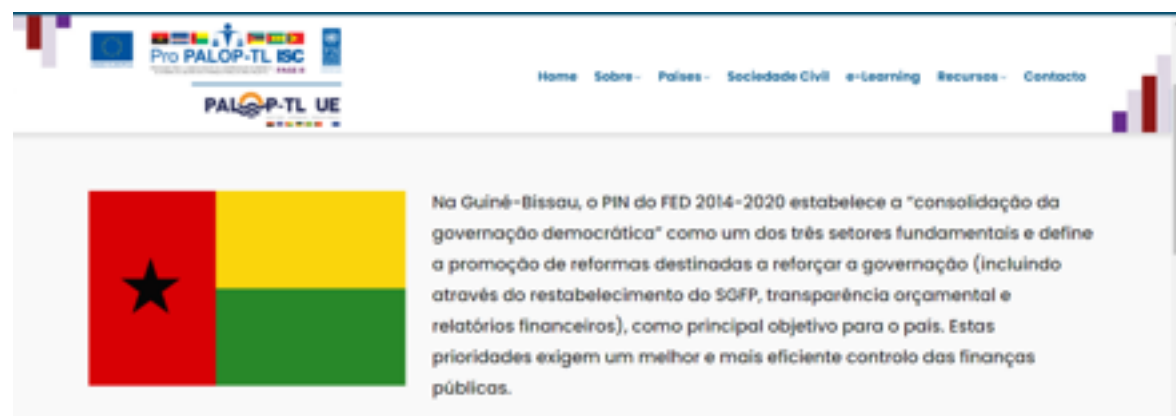 Pro PALOP-TL ISC
FASE II
PALOP-TL UE
Home Sobre Países Sociedade Civil e-Learning Recursos Contacto
Na Guiné-Bissau, o PIN do FED 2014-2020 estabelece a "consolidação da
governação democrática" como um dos três setores fundamentais e define
a promoção de reformas destinadas a reforçar a governação (incluindo
através do restabelecimento do SGFP, transparência orçamental e
relatórios financeiros), como principal objetivo para o país. Estas
prioridades exigem um melhor e mais eficiente controlo das finanças
públicas.